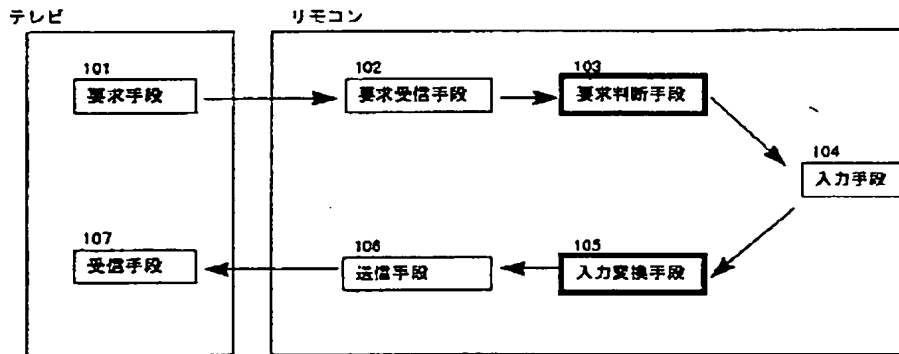 テレビ
リモコン
101
要求手段
102
要求受信手段
103
要求判断手段
104
入力手段
105
入力変換手段
106
送信手段
107
受信手段